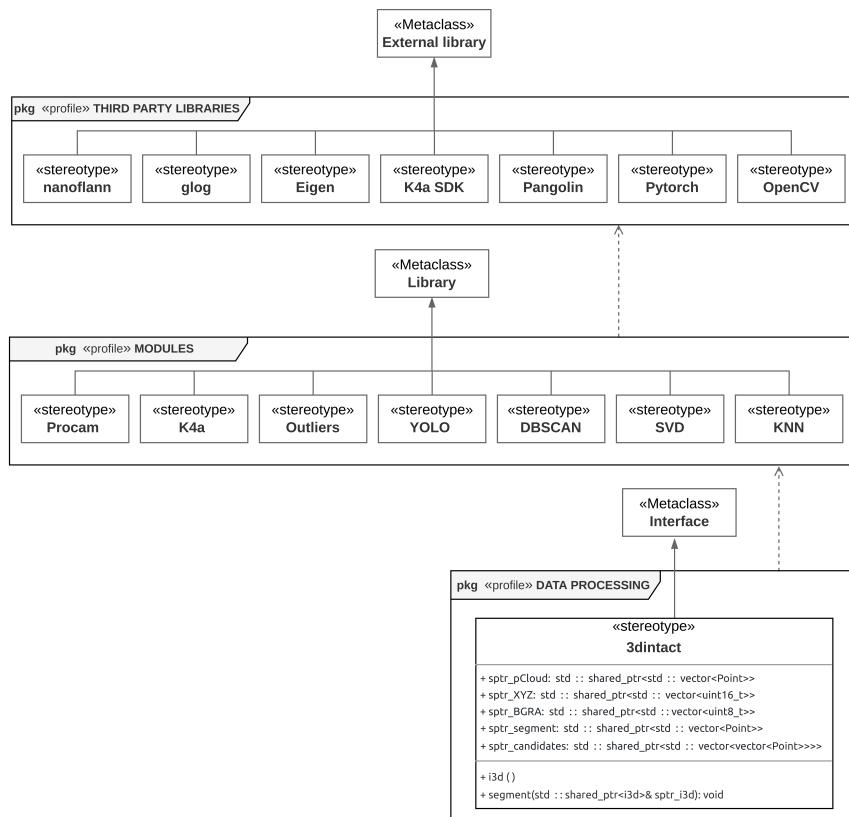 «Metaclass»
External library
pkg «profile» THIRD PARTY LIBRARIES
«stereotype» «stereotype» «stereotype» «stereotype» «stereotype» «stereotype» «stereotype»
nanoflann glog Eigen K4a SDK Pangolin Pytorch OpenCV
«Metaclass»
Library
pkg «profile» MODULES
«stereotype» «stereotype» «stereotype» «stereotype» «stereotype» «stereotype» «stereotype»
Procam K4a Outliers YOLO DBSCAN SVD KNN
«Metaclass»
Interface
pkg «profile» DATA PROCESSING
«stereotype»
3dintact
+ sptr_pCloud: std :: shared_ptr<std :: vector<Point>>
+ sptr_XYZ: std :: shared_ptr<std :: vector<uint16_t>>
+ sptr_BGRA: std :: shared_ptr<std ::vector<uint8_t>>
+ sptr_segment: std :: shared_ptr<std :: vector<Point>>
+ sptr_candidates: std :: shared_ptr<std :: vector<vector<Point>>>>
+ i3d ( )
+ segment(std :: shared_ptr<i3d>& sptr_i3d): void